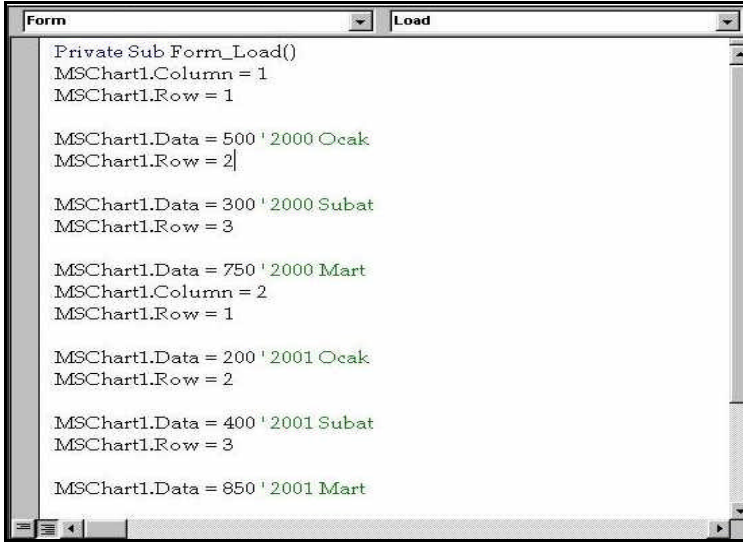 Form Load
Private Sub Form_Load()
MSChart1.Column = 1
MSChart1.Row = 1
MSChart1.Data = 500 ' 2000 Ocak
MSChart1.Row = 2
MSChart1.Data = 300 ' 2000 Subat
MSChart1.Row = 3
MSChart1.Data = 750 ' 2000 Mart
MSChart1.Column = 2
MSChart1.Row = 1
MSChart1.Data = 200 ' 2001 Ocak
MSChart1.Row = 2
MSChart1.Data = 400 ' 2001 Subat
MSChart1.Row = 3
MSChart1.Data = 850 ' 2001 Mart